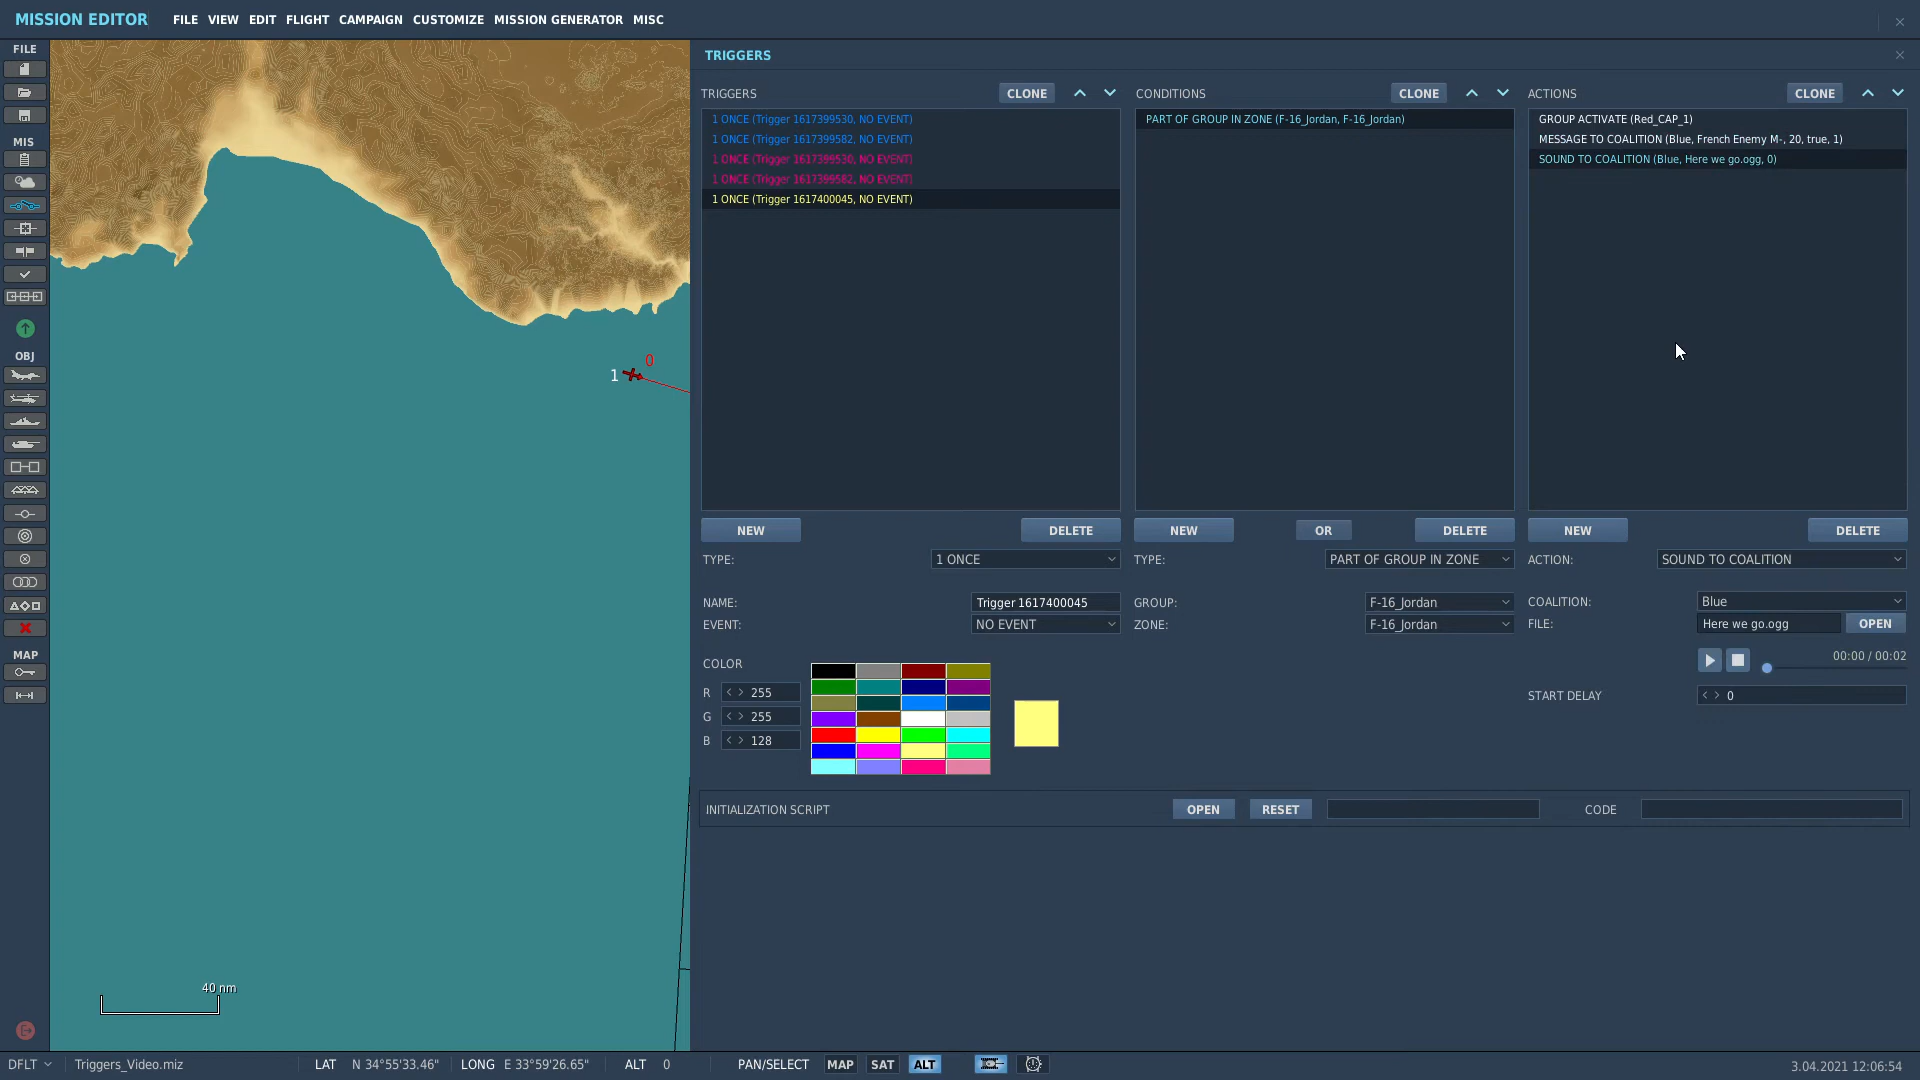 MISSION EDITOR FILE VIEW EDIT FLIGHT CAMPAIGN CUSTOMIZE MISSION GENERATOR MISC
FILE
MIS
OBJ
MAP
0
1
40 nm
TRIGGERS
TRIGGERS CLONE
1 ONCE (Trigger 1617399530, NO EVENT)
1 ONCE (Trigger 1617399582, NO EVENT)
1 ONCE (Trigger 1617399530, NO EVENT)
1 ONCE (Trigger 1617399582, NO EVENT)
1 ONCE (Trigger 1617400045, NO EVENT)
NEW DELETE
TYPE: 1 ONCE
NAME: Trigger 1617400045
EVENT: NO EVENT
COLOR
R < > 255
G < > 255
B < > 128
CONDITIONS CLONE
PART OF GROUP IN ZONE (F-16_Jordan, F-16_Jordan)
NEW OR DELETE
TYPE: PART OF GROUP IN ZONE
GROUP: F-16_Jordan
ZONE: F-16_Jordan
ACTIONS CLONE
GROUP ACTIVATE (Red_CAP_1)
MESSAGE TO COALITION (Blue, French Enemy M-, 20, true, 1)
SOUND TO COALITION (Blue, Here we go.ogg, 0)
NEW DELETE
ACTION: SOUND TO COALITION
COALITION: Blue
FILE: Here we go.ogg OPEN
00:00 / 00:02
START DELAY < > 0
INITIALIZATION SCRIPT OPEN RESET CODE
DFLT Triggers_Video.miz LAT N 34°55'33.46" LONG E 33°59'26.65" ALT 0 PAN/SELECT MAP SAT ALT 3.04.2021 12:06:54